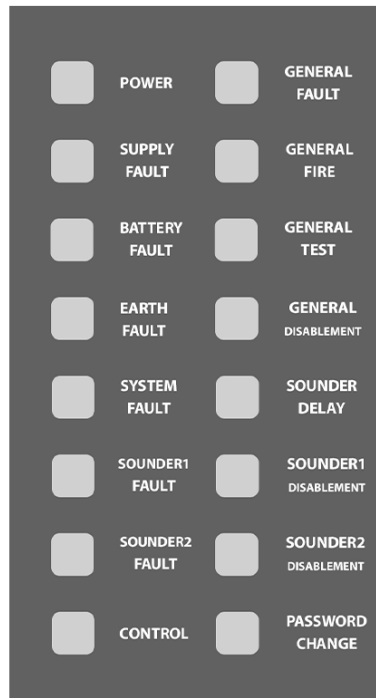 POWER
GENERAL
FAULT
SUPPLY
FAULT
GENERAL
FIRE
BATTERY
FAULT
GENERAL
TEST
EARTH
FAULT
GENERAL
DISABLEMENT
SYSTEM
FAULT
SOUNDER
DELAY
SOUNDER1
FAULT
SOUNDER1
DISABLEMENT
SOUNDER2
FAULT
SOUNDER2
DISABLEMENT
CONTROL
PASSWORD
CHANGE